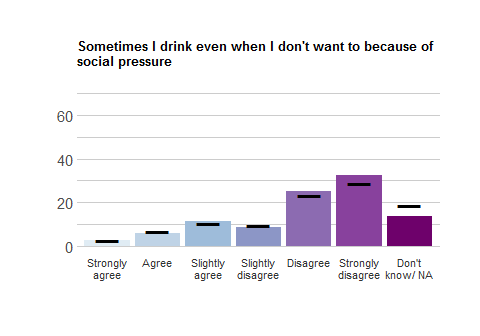 Sometimes I drink even when I don't want to because of
social pressure
60
40
20
0
Strongly agree
Agree
Slightly agree
Slightly disagree
Disagree
Strongly disagree
Don't know/ NA